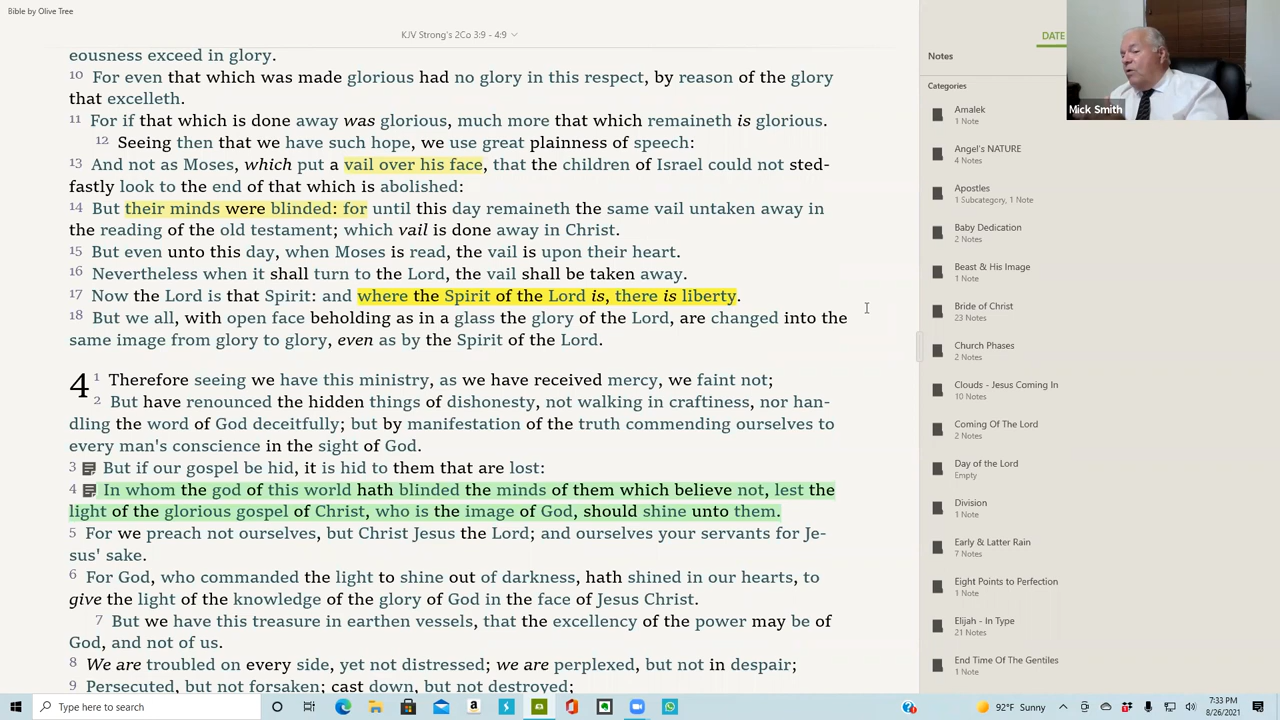 Bible by Olive Tree
KJV Strong's 2Co 3:9 - 4:9
eousness exceed in glory.
10 For even that which was made glorious had no glory in this respect, by reason of the glory
that excelleth.
11 For if that which is done away was glorious, much more that which remaineth is glorious.
12 Seeing then that we have such hope, we use great plainness of speech:
13 And not as Moses, which put a vail over his face, that the children of Israel could not sted-
fastly look to the end of that which is abolished:
14 But their minds were blinded: for until this day remaineth the same vail untaken away in
the reading of the old testament; which vail is done away in Christ.
15 But even unto this day, when Moses is read, the vail is upon their heart.
16 Nevertheless when it shall turn to the Lord, the vail shall be taken away.
17 Now the Lord is that Spirit: and where the Spirit of the Lord is, there is liberty.
18 But we all, with open face beholding as in a glass the glory of the Lord, are changed into the
same image from glory to glory, even as by the Spirit of the Lord.
4 1 Therefore seeing we have this ministry, as we have received mercy, we faint not;
2 But have renounced the hidden things of dishonesty, not walking in craftiness, nor han-
dling the word of God deceitfully; but by manifestation of the truth commending ourselves to
every man's conscience in the sight of God.
3 But if our gospel be hid, it is hid to them that are lost:
4 In whom the god of this world hath blinded the minds of them which believe not, lest the
light of the glorious gospel of Christ, who is the image of God, should shine unto them.
5 For we preach not ourselves, but Christ Jesus the Lord; and ourselves your servants for Je-
sus' sake.
6 For God, who commanded the light to shine out of darkness, hath shined in our hearts, to
give the light of the knowledge of the glory of God in the face of Jesus Christ.
7 But we have this treasure in earthen vessels, that the excellency of the power may be of
God, and not of us.
8 We are troubled on every side, yet not distressed; we are perplexed, but not in despair;
9 Persecuted, but not forsaken; cast down, but not destroyed;
DATE
Notes
Mick Smith
Categories
Amalek
1 Note
Angel's NATURE
4 Notes
Apostles
1 Subcategory, 1 Note
Baby Dedication
2 Notes
Beast & His Image
1 Note
Bride of Christ
23 Notes
Church Phases
2 Notes
Clouds - Jesus Coming In
10 Notes
Coming Of The Lord
2 Notes
Day of the Lord
Empty
Division
1 Note
Early & Latter Rain
7 Notes
Eight Points to Perfection
1 Note
Elijah - In Type
21 Notes
End Time Of The Gentiles
1 Note
Type here to search
92°F Sunny
7:33 PM
8/26/2021